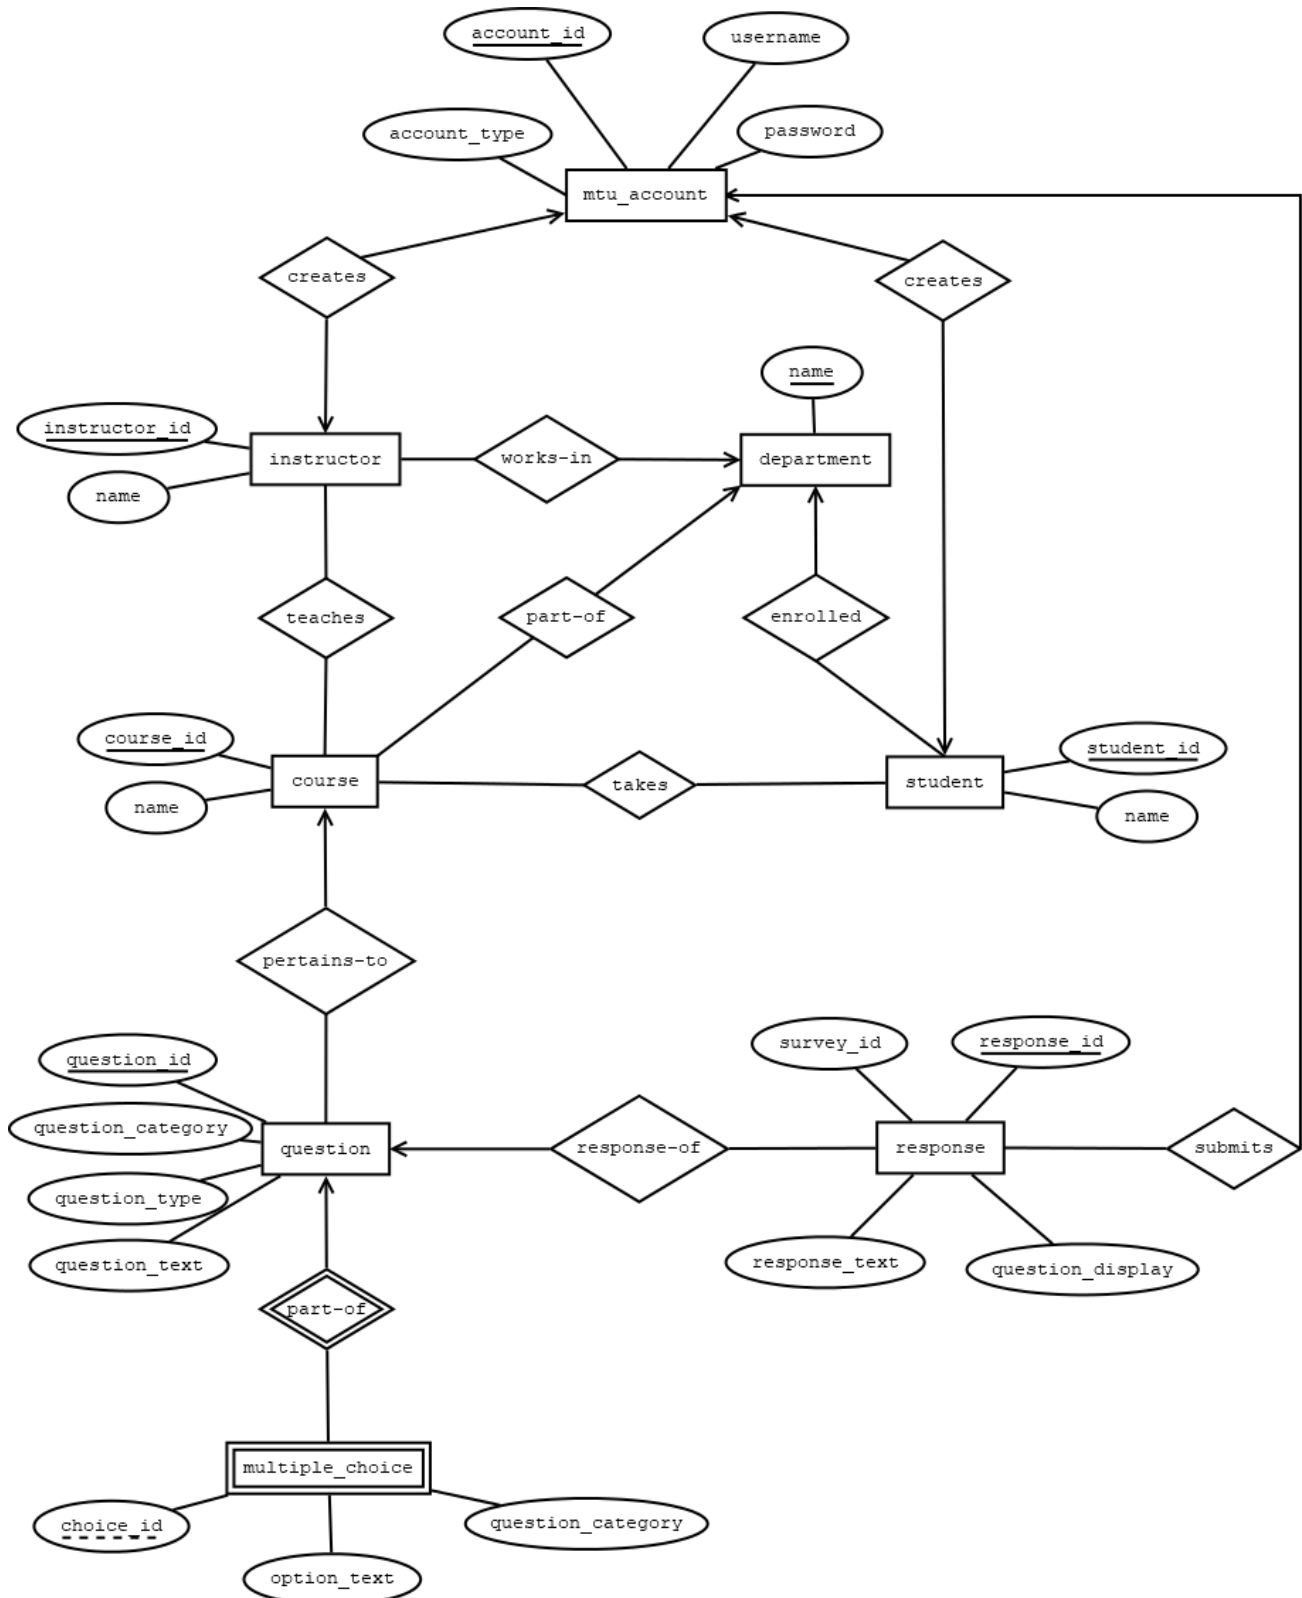 account_id
username
account_type
password
mtu_account
creates
creates
name
instructor_id
instructor
works-in
department
name
teaches
part-of
enrolled
course_id
student_id
course
takes
student
name
name
pertains-to
survey_id
response_id
question_id
question_category
question
response-of
response
submits
question_type
question_text
response_text
question_display
part-of
multiple_choice
choice_id
question_category
option_text